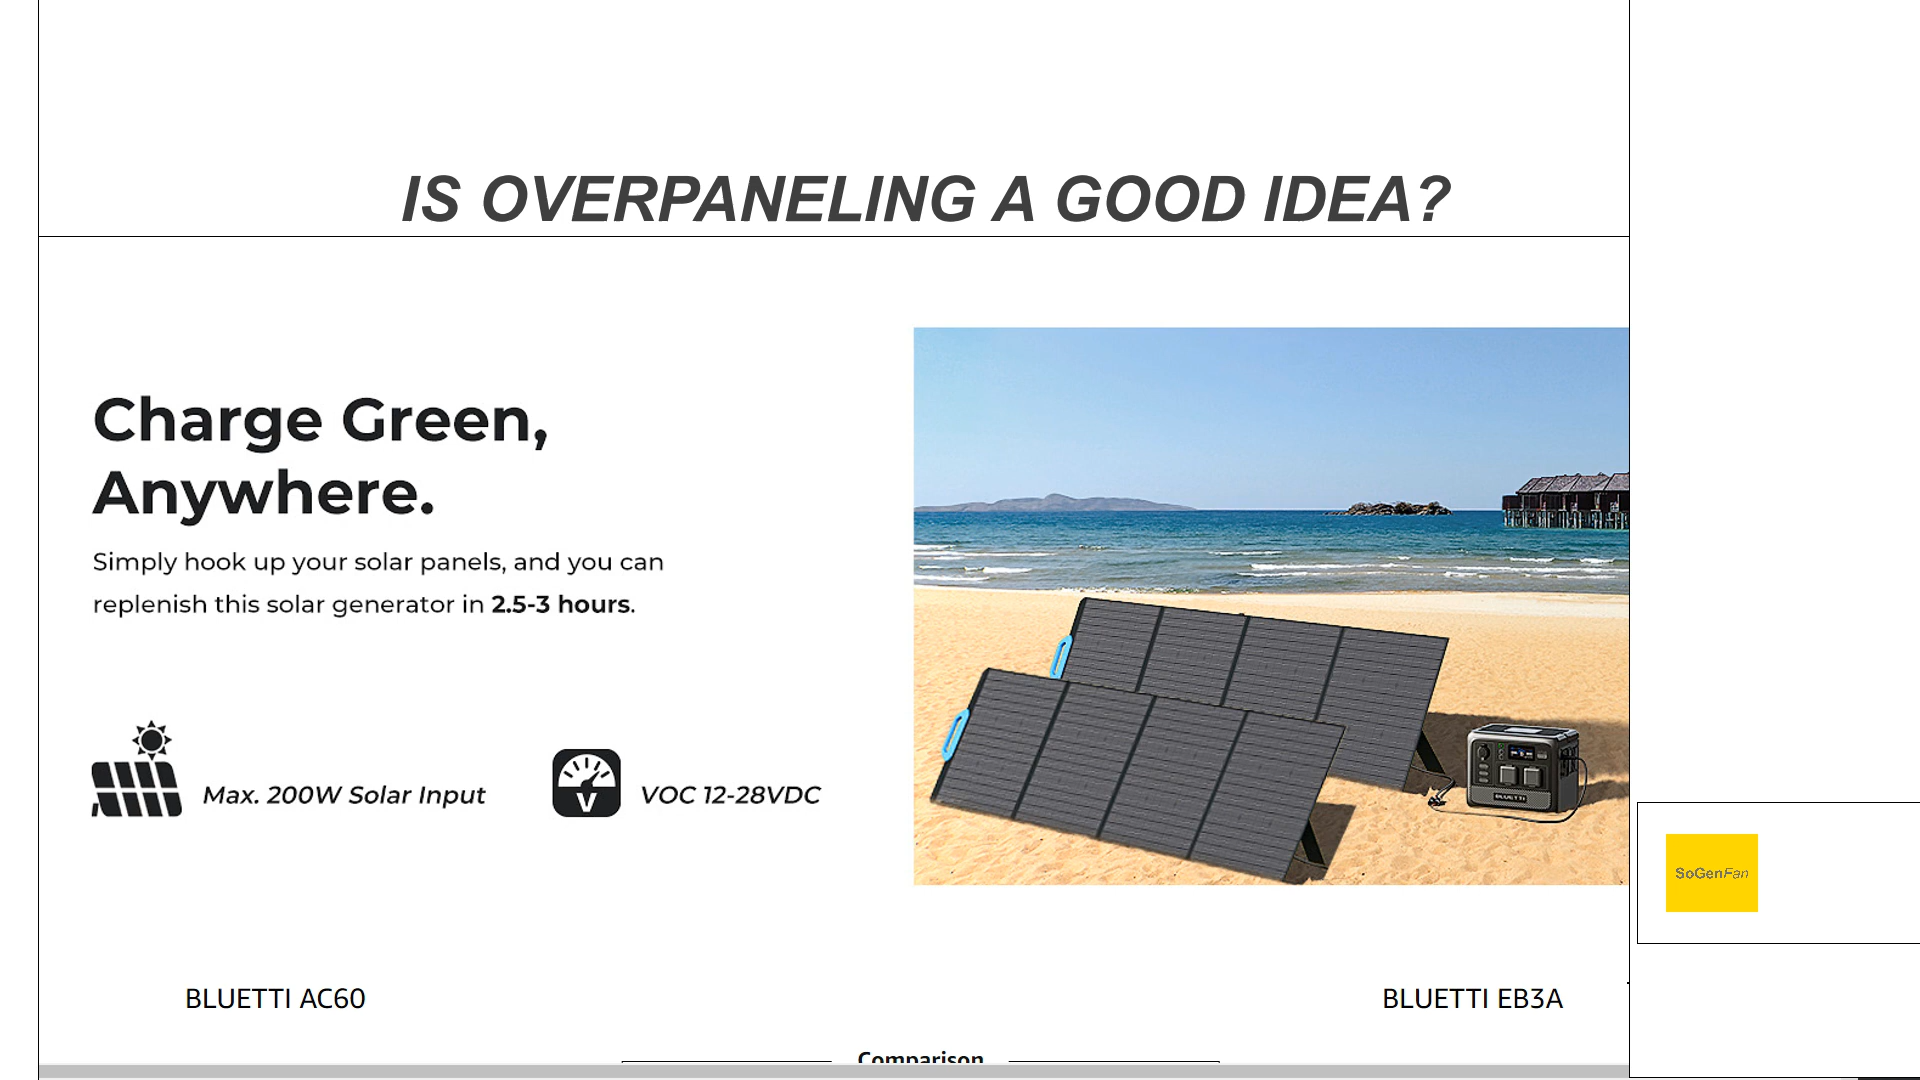 IS OVERPANELING A GOOD IDEA?
Charge Green,
Anywhere.
Simply hook up your solar panels, and you can
replenish this solar generator in 2.5-3 hours.
Max. 200W Solar Input
V
VOC 12-28VDC
BLUETTI
SoGenFan
BLUETTI AC60
BLUETTI EB3A
Comparison